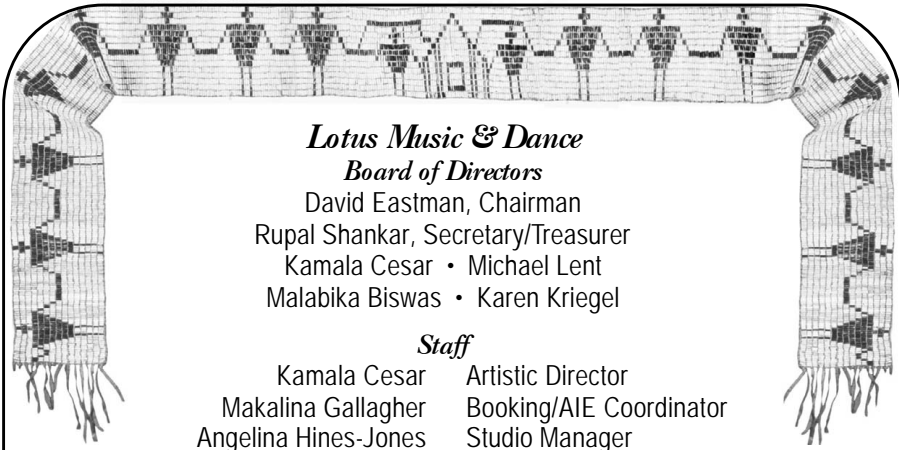 Lotus Music & Dance
Board of Directors
David Eastman, Chairman
Rupal Shankar, Secretary/Treasurer
Kamala Cesar • Michael Lent
Malabika Biswas • Karen Kriegel
Staff
Kamala Cesar Artistic Director
Makalina Gallagher Booking/AIE Coordinator
Angelina Hines-Jones Studio Manager